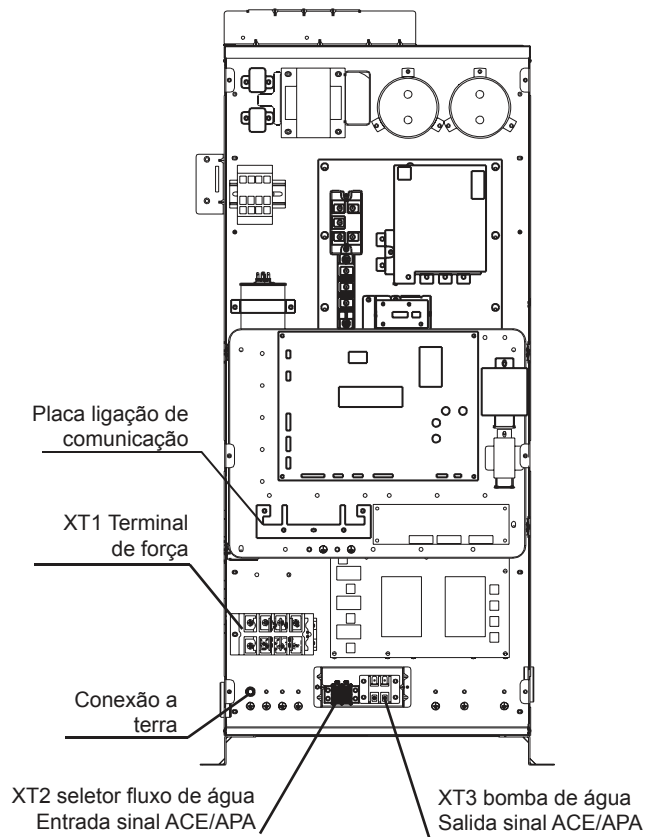 Placa ligação de
comunicação
XT1 Terminal
de força
Conexão a
terra
XT2 seletor fluxo de água
Entrada sinal ACE/APA
XT3 bomba de água
Salida sinal ACE/APA